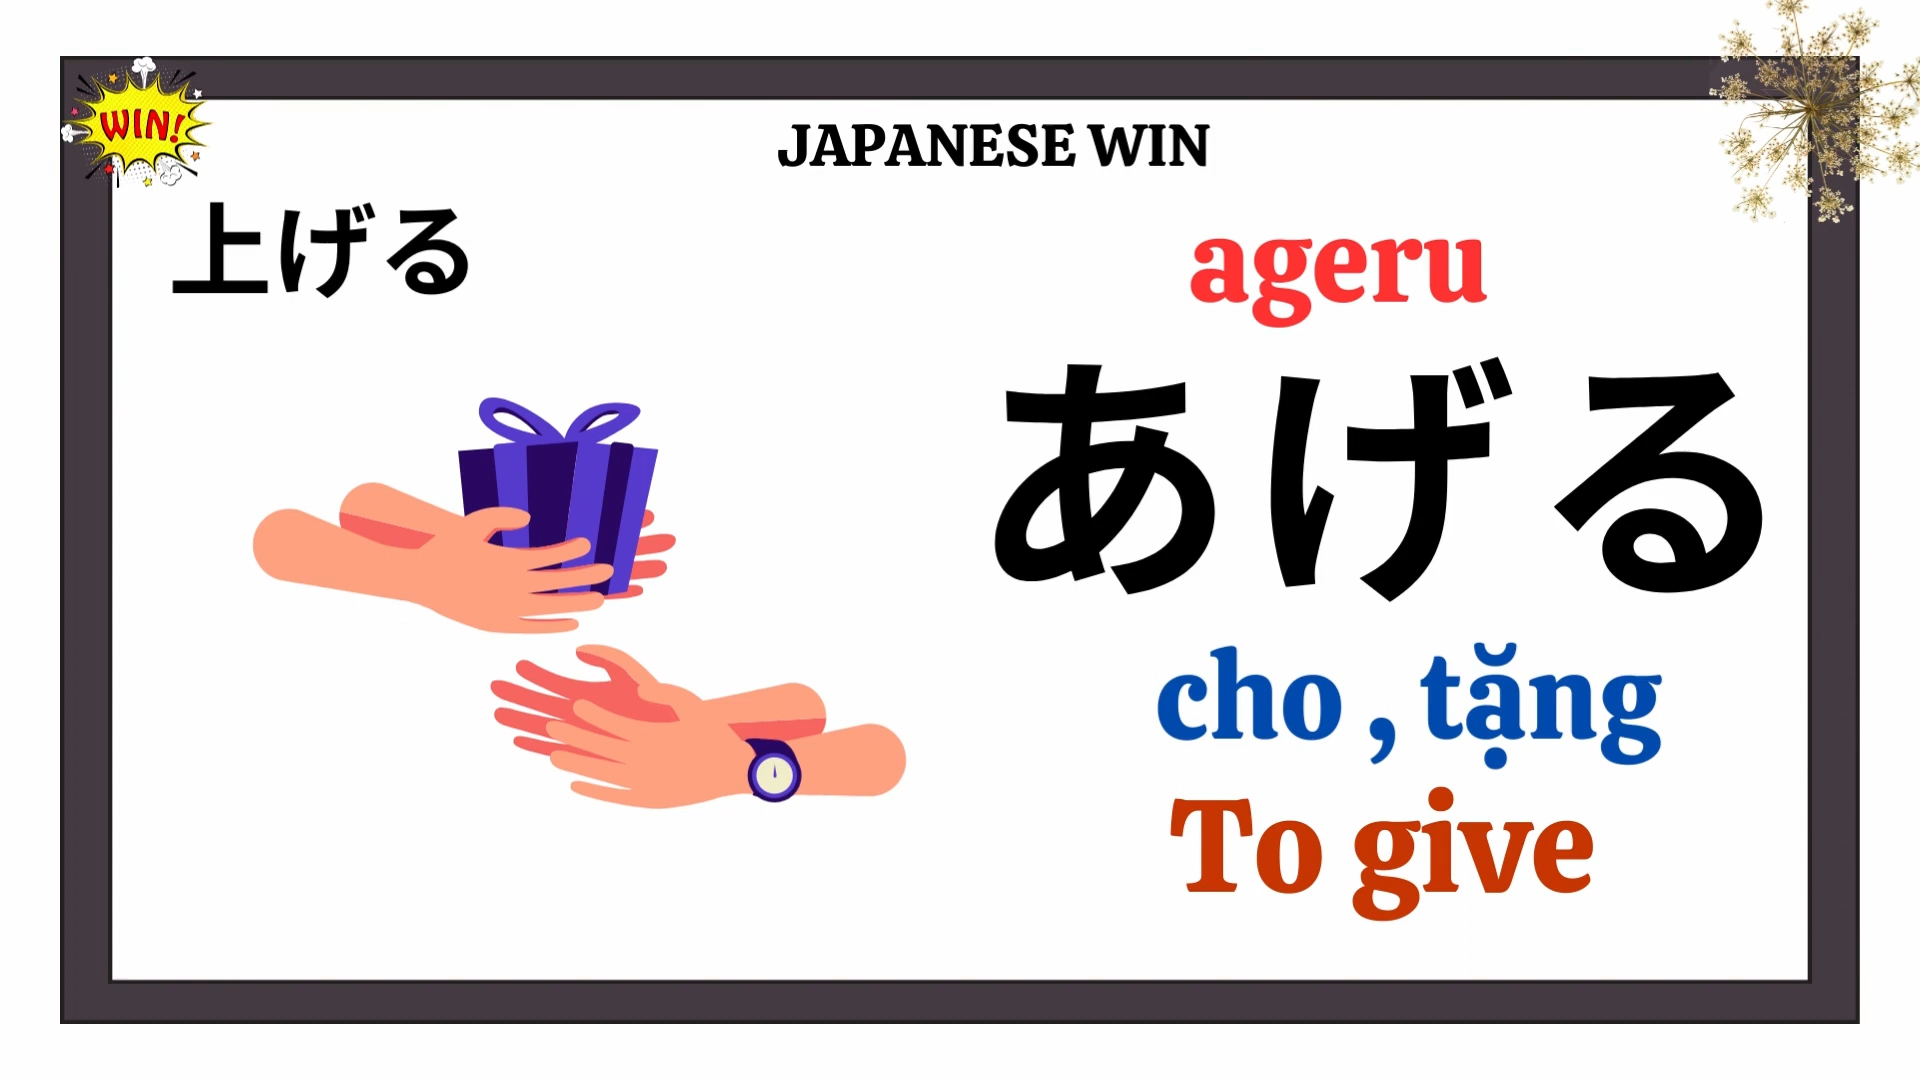 WIN!
JAPANESE WIN
上げる
ageru
あげる
cho , tặng
To give